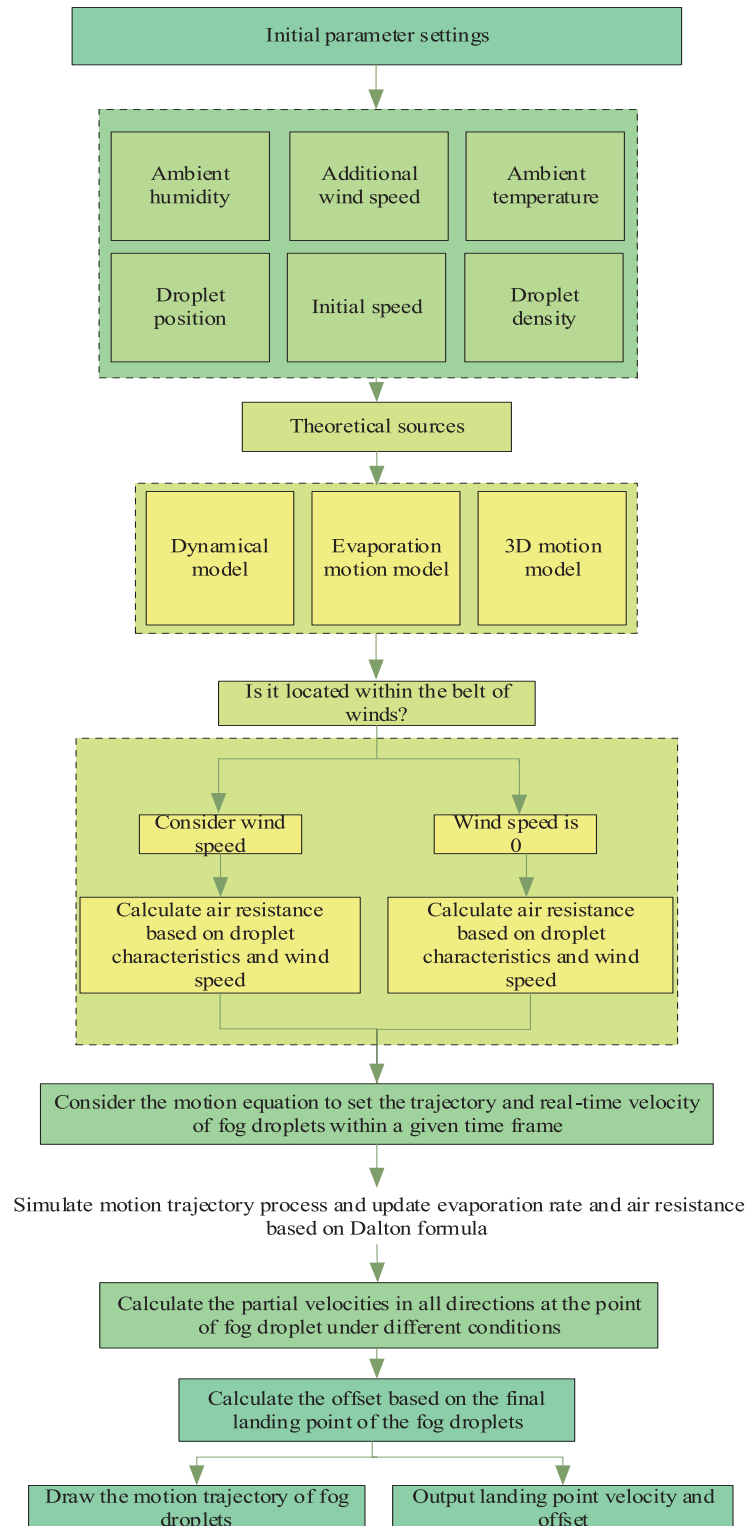 Initial parameter settings
Ambient
humidity
Additional
wind speed
Ambient
temperature
Droplet
position
Initial speed
Droplet
density
Theoretical sources
Dynamical
model
Evaporation
motion model
3D motion
model
Is it located within the belt of
winds?
Consider wind
speed
Wind speed is
0
Calculate air resistance
based on droplet
characteristics and wind
speed
Calculate air resistance
based on droplet
characteristics and wind
speed
Consider the motion equation to set the trajectory and real-time velocity
of fog droplets within a given time frame
Simulate motion trajectory process and update evaporation rate and air resistance
based on Dalton formula
Calculate the partial velocities in all directions at the point
of fog droplet under different conditions
Calculate the offset based on the final
landing point of the fog droplets
Draw the motion trajectory of fog
droplets
Output landing point velocity and
offset